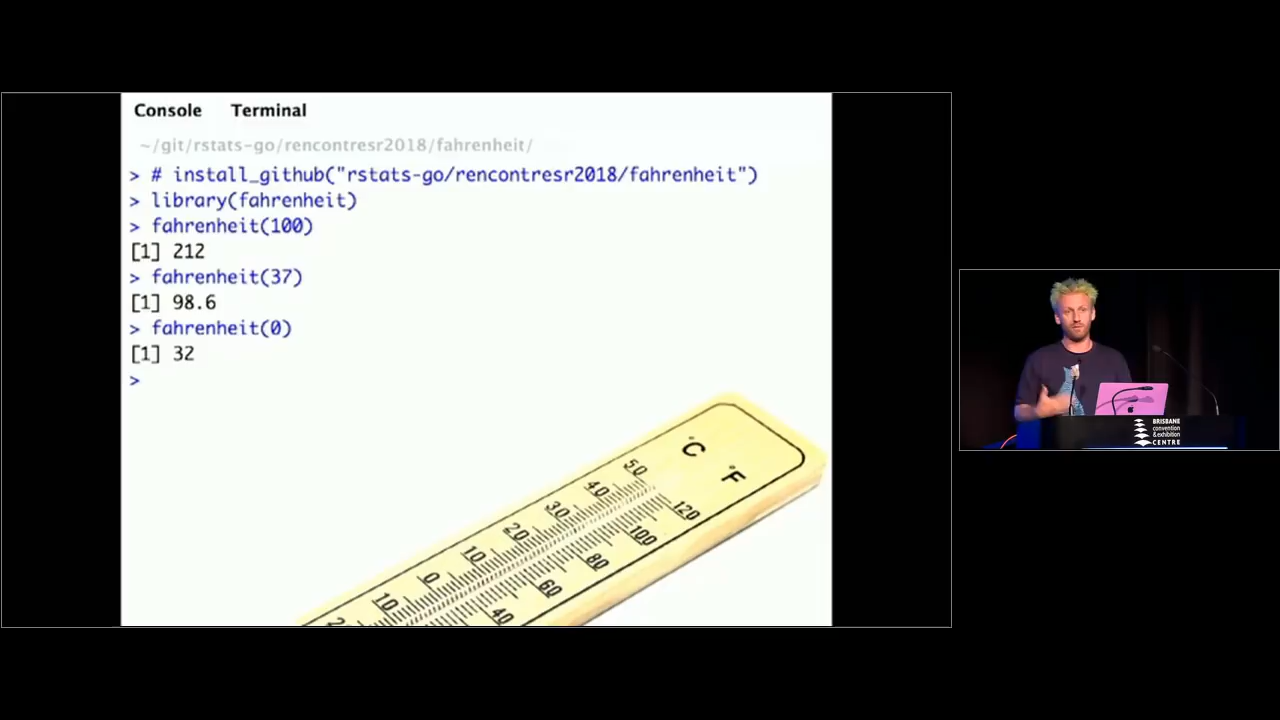 Console Terminal
~/git/rstats-go/rencontresr2018/fahrenheit/
> # install_github("rstats-go/rencontresr2018/fahrenheit")
> library(fahrenheit)
> fahrenheit(100)
[1] 212
> fahrenheit(37)
[1] 98.6
> fahrenheit(0)
[1] 32
>
°C
°F
50
40
30
20
10
0
10
2
120
100
80
60
40
BRISBANE
convention
& exhibition
CENTRE